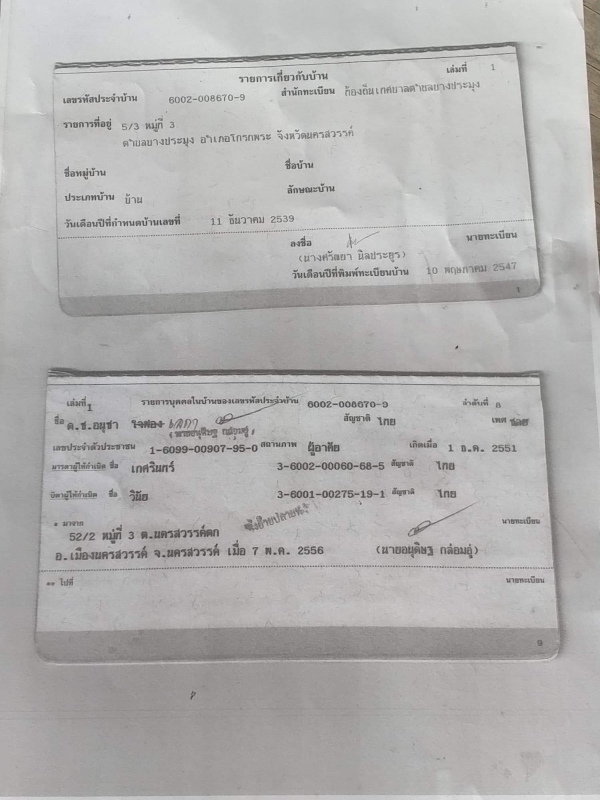 รายการเกี่ยวกับบ้าน เล่มที่ 1
เลขรหัสประจำบ้าน 6002-008670-9 สำนักทะเบียน ท้องถิ่นเทศบาลตำบลบางประมุง
รายการที่อยู่ 5/3 หมู่ที่ 3
ตำบลบางประมุง อำเภอโกรกพระ จังหวัดนครสวรรค์
ชื่อหมู่บ้าน ชื่อบ้าน
ประเภทบ้าน บ้าน ลักษณะบ้าน
วันเดือนปีที่กำหนดบ้านเลขที่ 11 ธันวาคม 2539
ลงชื่อ นายทะเบียน
(นางศรัณยา นิลประยูร)
วันเดือนปีที่พิมพ์ทะเบียนบ้าน 10 พฤษภาคม 2547
1
เล่มที่ 1 รายการบุคคลในบ้านของเลขรหัสประจำบ้าน 6002-008670-9 ลำดับที่ 8
ชื่อ ด.ช.อนุชา สัญชาติ ไทย เพศ ชาย
(นายอนุดิษฐ กล่อมอู่)
เลขประจำตัวประชาชน 1-6099-00907-95-0 สถานภาพ ผู้อาศัย เกิดเมื่อ 1 ธ.ค. 2551
มารดาผู้ให้กำเนิด ชื่อ เกศรินทร์ 3-6002-00060-68-5 สัญชาติ ไทย
บิดาผู้ให้กำเนิด ชื่อ วินัย 3-6001-00275-19-1 สัญชาติ ไทย
* มาจาก นายทะเบียน
52/2 หมู่ที่ 3 ต.นครสวรรค์ตก
อ.เมืองนครสวรรค์ จ.นครสวรรค์ เมื่อ 7 พ.ค. 2556 (นายอนุดิษฐ กล่อมอู่)
** ไปที่ นายทะเบียน
9